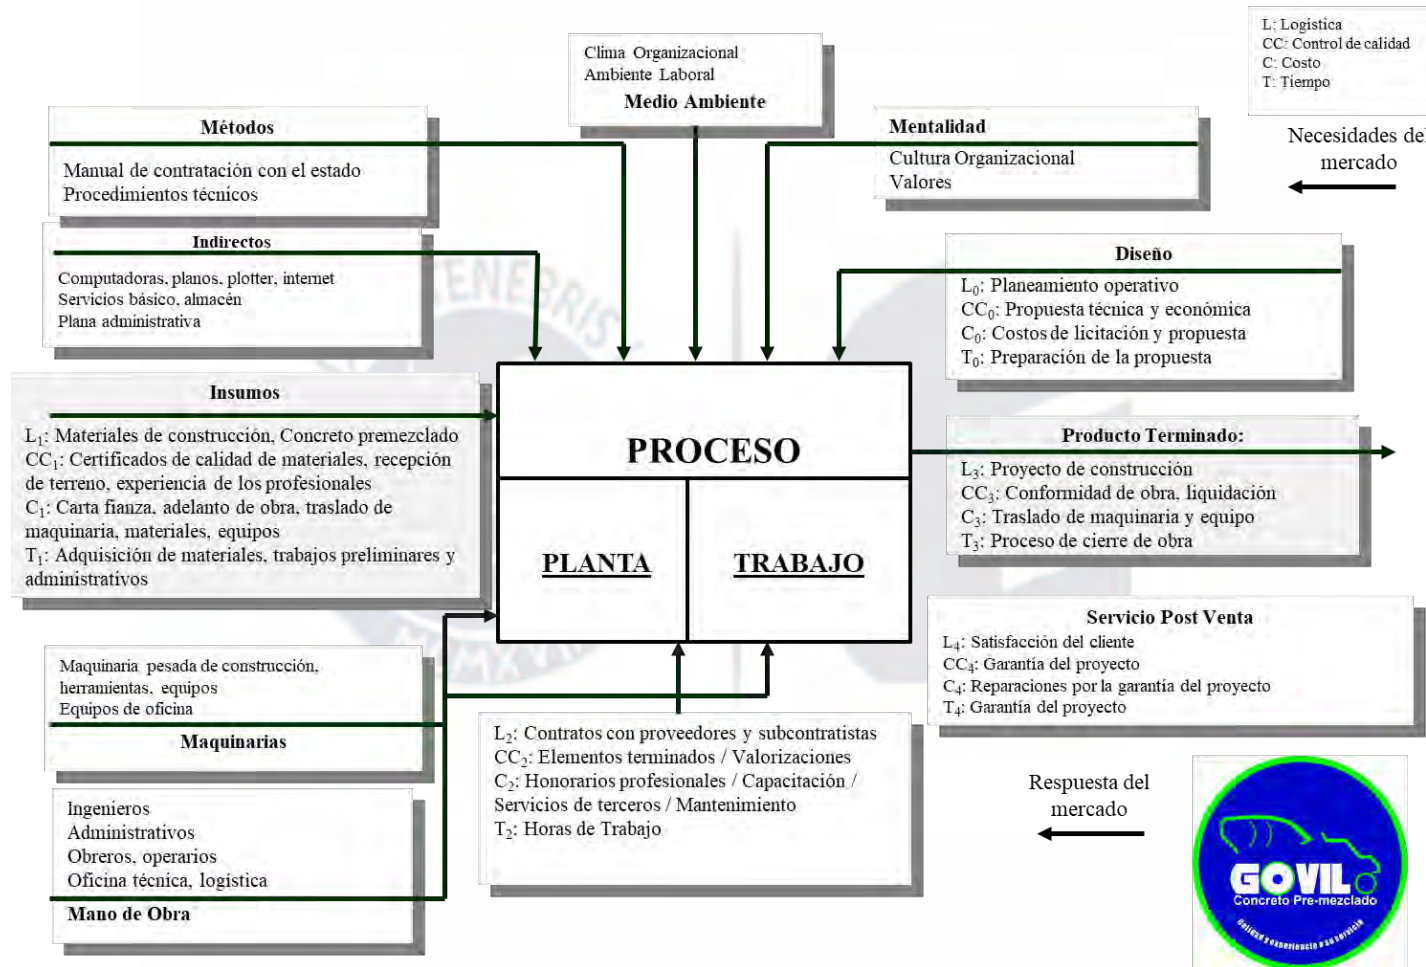 Clima Organizacional
Ambiente Laboral
Medio Ambiente
L: Logística
CC: Control de calidad
C: Costo
T: Tiempo
Métodos
Manual de contratación con el estado
Procedimientos técnicos
Mentalidad
Cultura Organizacional
Valores
Necesidades del
mercado
Indirectos
Computadoras, planos, plotter, internet
Servicios básico, almacén
Plana administrativa
Diseño
L0: Planeamiento operativo
CC0: Propuesta técnica y económica
C0: Costos de licitación y propuesta
T0: Preparación de la propuesta
TENEBRIS
Insumos
L1: Materiales de construcción, Concreto premezclado
CC1: Certificados de calidad de materiales, recepción
de terreno, experiencia de los profesionales
C1: Carta fianza, adelanto de obra, traslado de
maquinaria, materiales, equipos
T1: Adquisición de materiales, trabajos preliminares y
administrativos
PROCESO
PLANTA
TRABAJO
Producto Terminado:
L3: Proyecto de construcción
CC3: Conformidad de obra, liquidación
C3: Traslado de maquinaria y equipo
T3: Proceso de cierre de obra
Servicio Post Venta
L4: Satisfacción del cliente
CC4: Garantía del proyecto
C4: Reparaciones por la garantía del proyecto
T4: Garantía del proyecto
Maquinaria pesada de construcción,
herramientas, equipos
Equipos de oficina
Maquinarias
L2: Contratos con proveedores y subcontratistas
CC2: Elementos terminados / Valorizaciones
C2: Honorarios profesionales / Capacitación /
Servicios de terceros / Mantenimiento
T2: Horas de Trabajo
Ingenieros
Administrativos
Obreros, operarios
Oficina técnica, logística
Mano de Obra
Respuesta del
mercado
GOVIL
Concreto Pre-mezclado
Calidad y experiencia a su servicio